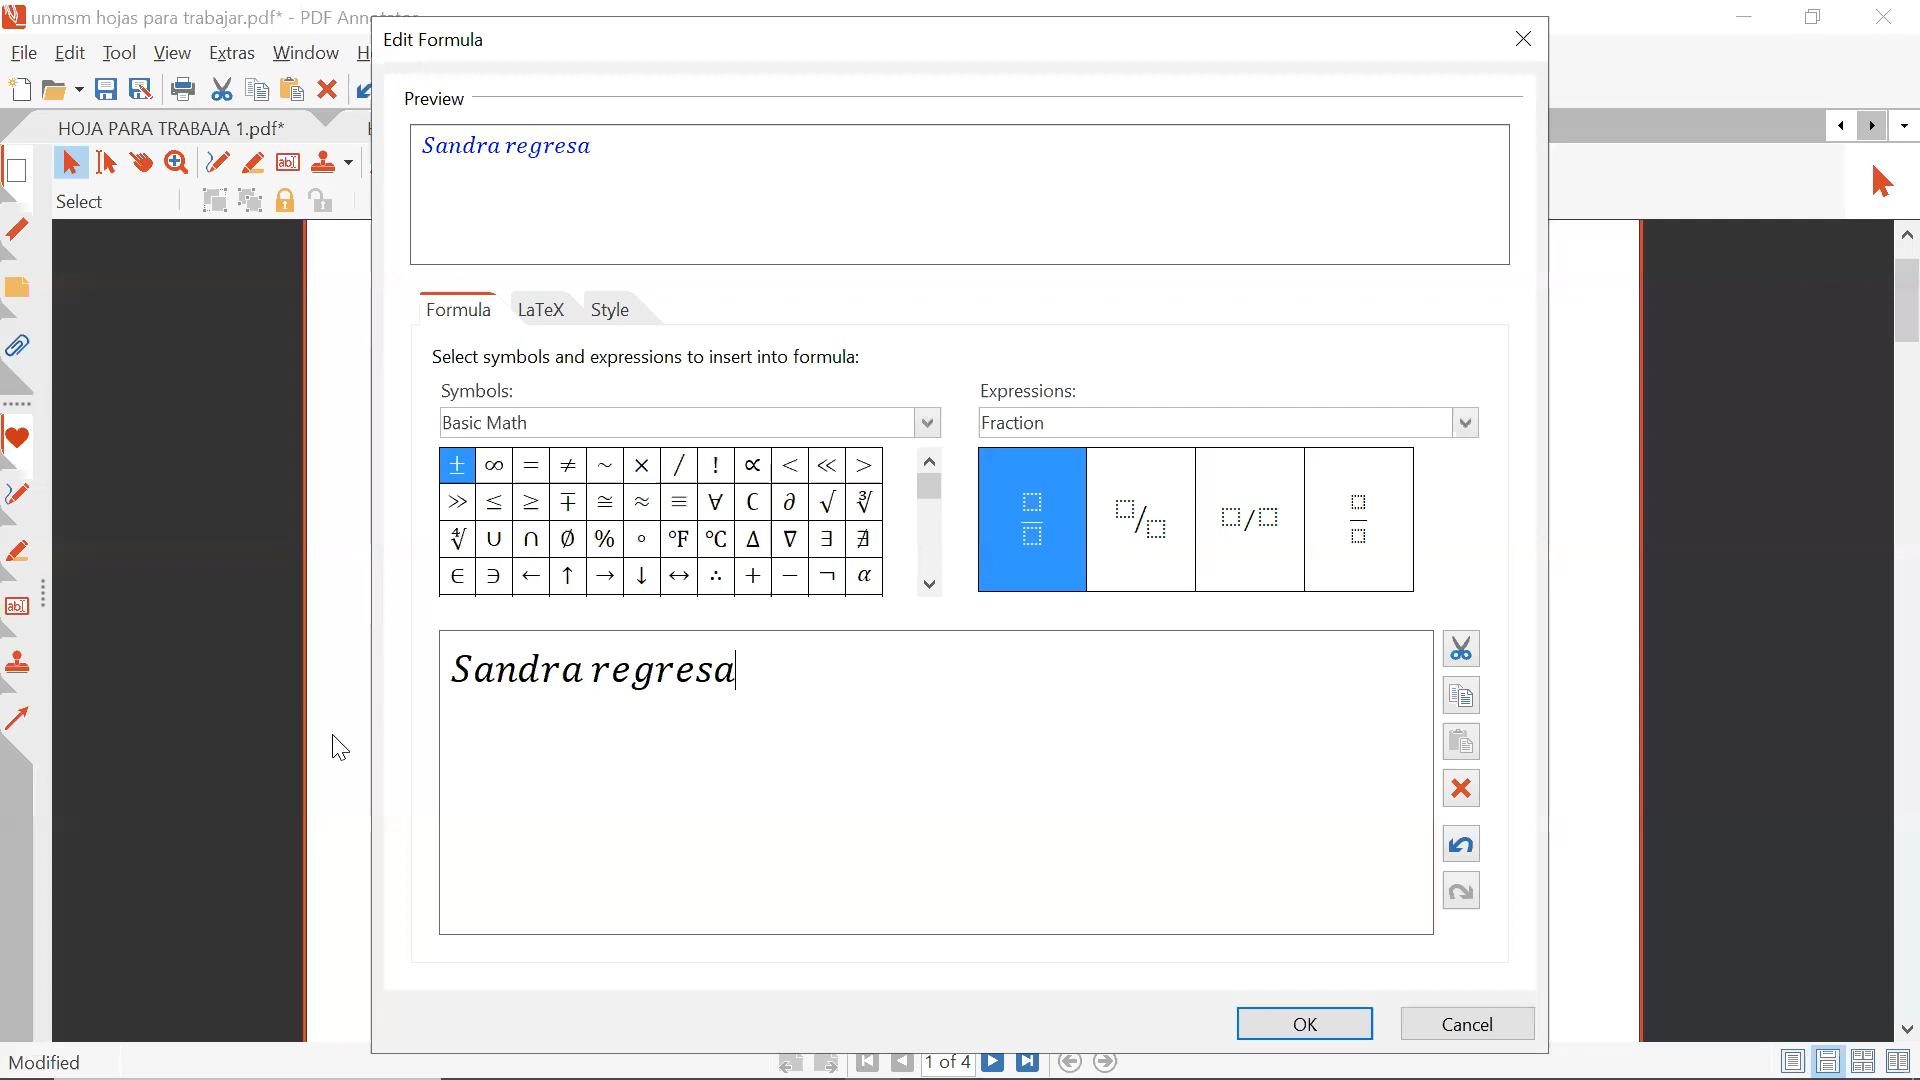 unmsm hojas para trabajar.pdf* - PDF Annotator
File Edit Tool View Extras Window
HOJA PARA TRABAJA 1.pdf*
Select
Edit Formula
Preview
Sandra regresa
Formula LaTeX Style
Select symbols and expressions to insert into formula:
Symbols: Expressions:
Basic Math Fraction
± ∞ = ≠ ~ × / ! ∝ < ≪ >
≫ ≤ ≥ ∓ ≅ ≈ ≡ ∀ C ∂ √ ∛
∜ ∪ ∩ ∅ % ∘ °F °C ∆ ∇ ∃ ∄
∈ ∋ ← ↑ → ↓ ↔ ∴ + − ¬ α
Sandra regresa
OK Cancel
Modified 1 of 4